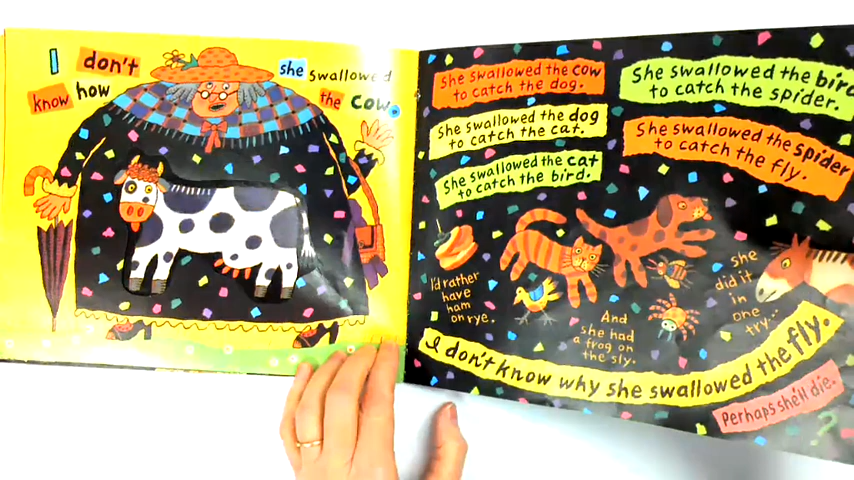 I don't
know how
she swallowed
the cow.
She swallowed the cow
to catch the dog.
She swallowed the dog
to catch the cat.
She swallowed the cat
to catch the bird.
She swallowed the bird
to catch the spider.
She swallowed the spider
to catch the fly.
I'd rather
have
ham
on rye.
And
she had
a frog on
the sly.
she
did it
in
one
try...
I don't know why she swallowed the fly.
Perhaps she'll die.
?